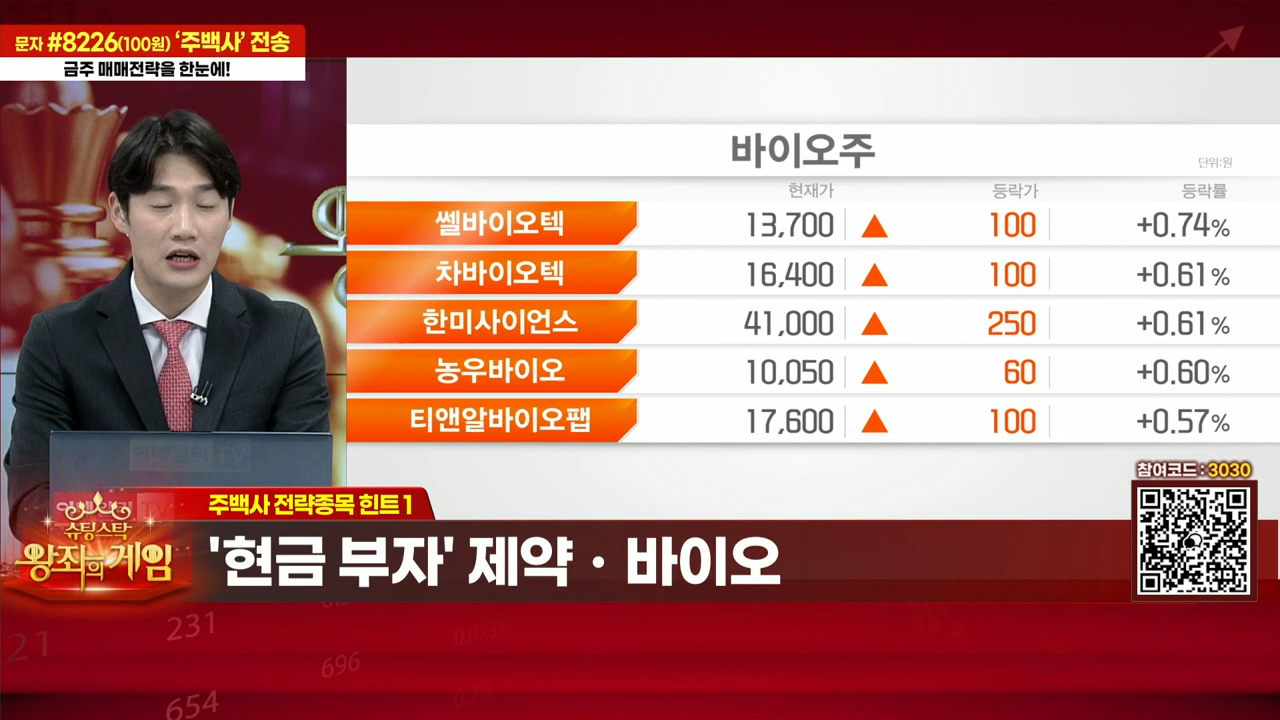 문자 #8226(100원) '주백사' 전송
금주 매매전략을 한눈에!
바이오주
단위:원
현재가 등락가 등락률
쎌바이오텍 13,700 ▲ 100 +0.74%
차바이오텍 16,400 ▲ 100 +0.61%
한미사이언스 41,000 ▲ 250 +0.61%
농우바이오 10,050 ▲ 60 +0.60%
티앤알바이오팹 17,600 ▲ 100 +0.57%
참여코드 : 3030
주백사 전략종목 힌트 1
'현금 부자' 제약 · 바이오
슈팅스탁
왕좌의 게임
231
21
696
0.023%
654